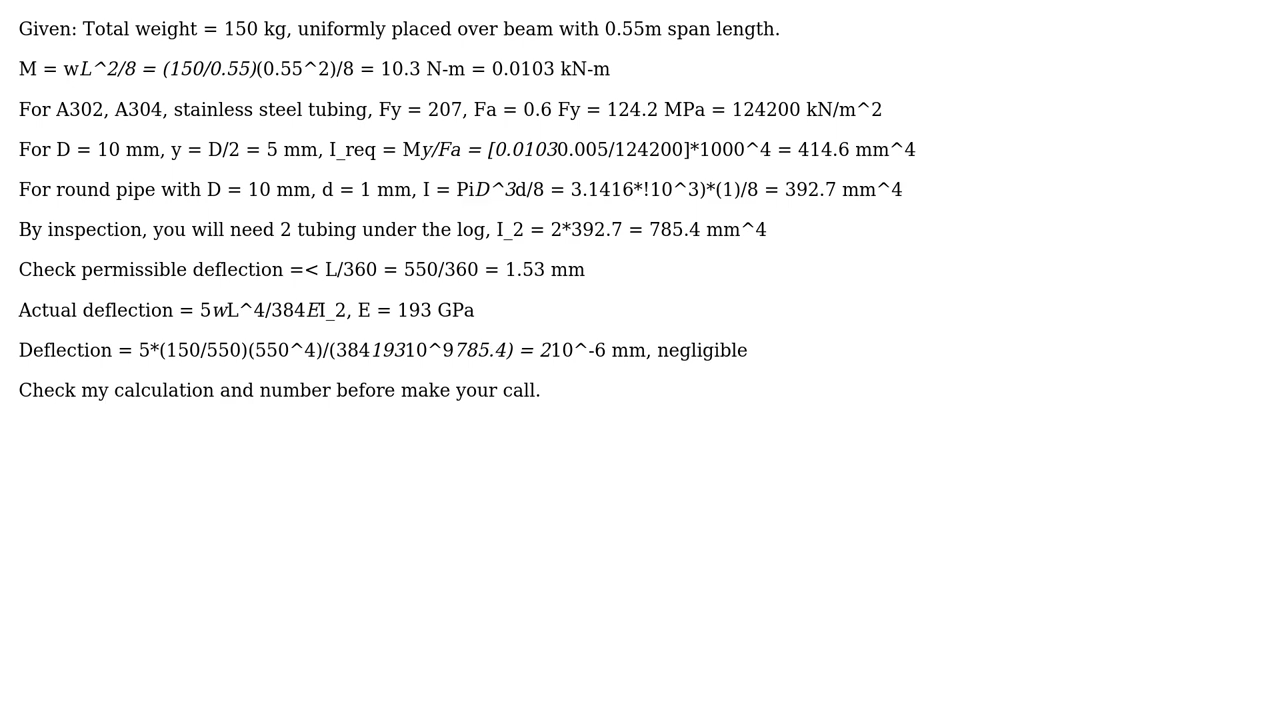 Given: Total weight = 150 kg, uniformly placed over beam with 0.55m span length.
M = wL^2/8 = (150/0.55)(0.55^2)/8 = 10.3 N-m = 0.0103 kN-m
For A302, A304, stainless steel tubing, Fy = 207, Fa = 0.6 Fy = 124.2 MPa = 124200 kN/m^2
For D = 10 mm, y = D/2 = 5 mm, I_req = My/Fa = [0.01030.005/124200]*1000^4 = 414.6 mm^4
For round pipe with D = 10 mm, d = 1 mm, I = PiD^3d/8 = 3.1416*!10^3)*(1)/8 = 392.7 mm^4
By inspection, you will need 2 tubing under the log, I_2 = 2*392.7 = 785.4 mm^4
Check permissible deflection =< L/360 = 550/360 = 1.53 mm
Actual deflection = 5wL^4/384EI_2, E = 193 GPa
Deflection = 5*(150/550)(550^4)/(38419310^9785.4) = 210^-6 mm, negligible
Check my calculation and number before make your call.